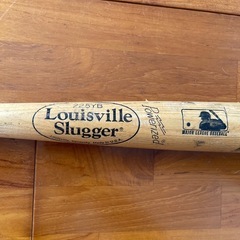 225YB
Louisville
Slugger®
Powerized
MAJOR LEAGUE BASEBALL